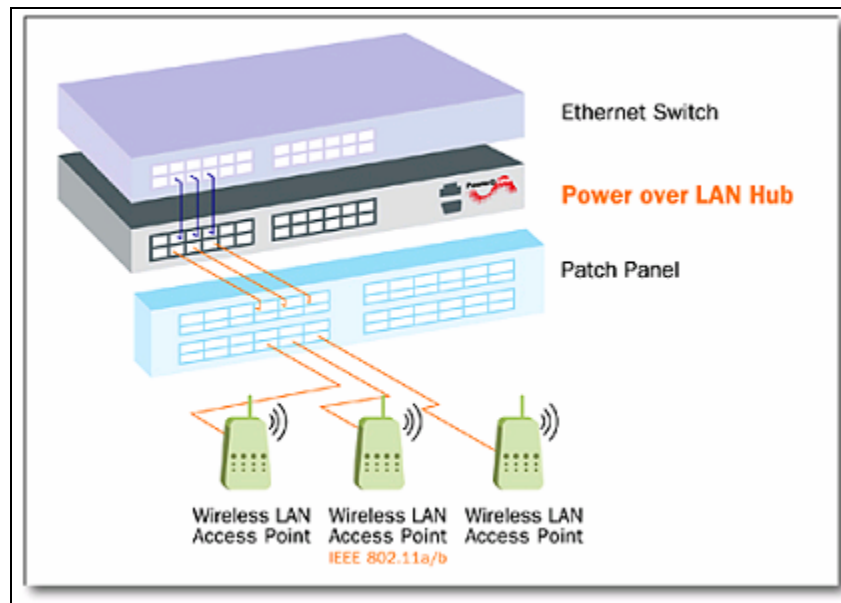 Ethernet Switch
Power over LAN Hub
Patch Panel
Wireless LAN
Access Point
Wireless LAN
Access Point
IEEE 802.11a/b
Wireless LAN
Access Point